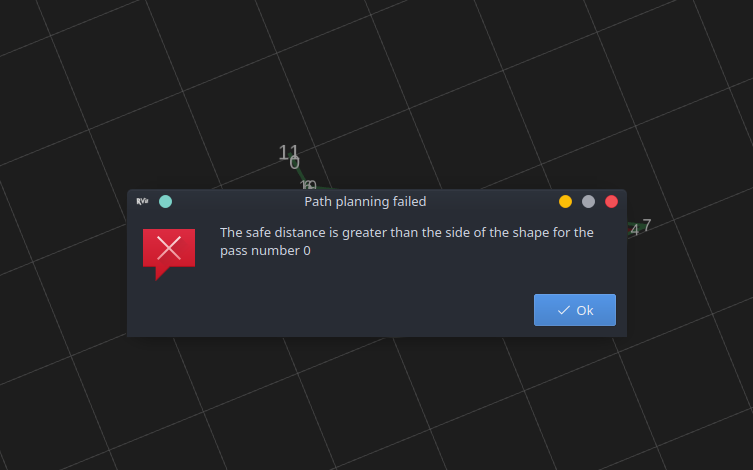 11
0
Path planning failed
The safe distance is greater than the side of the shape for the
pass number 0
4 7
Ok